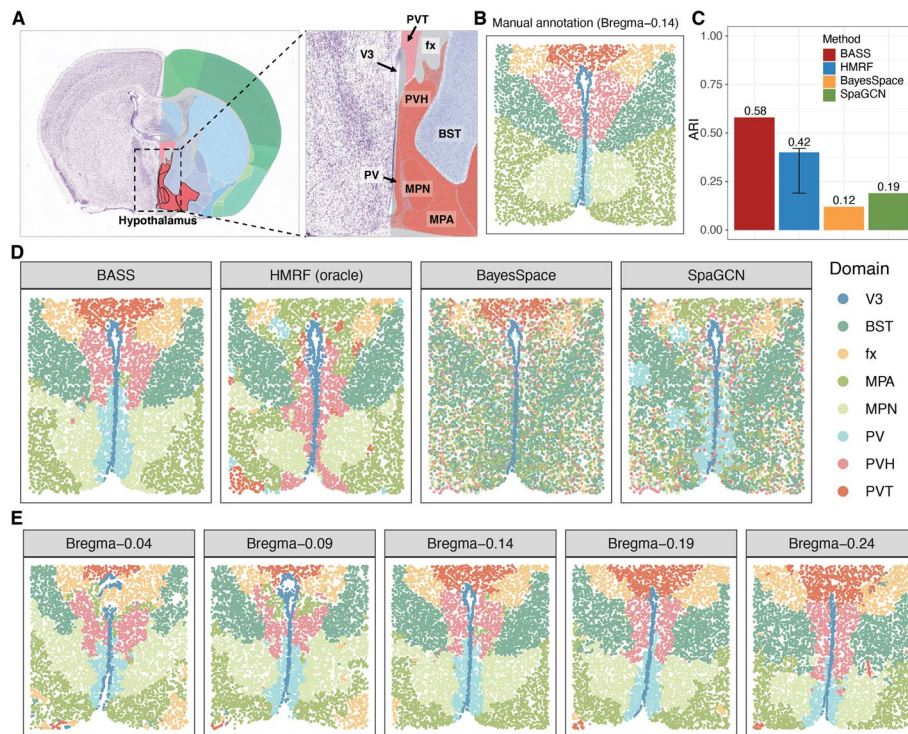 A
PVT
fx
V3
PVH
BST
PV
MPN
MPA
Hypothalamus
B
Manual annotation (Bregma−0.14)
C
ARI
1.00
0.75
0.50
0.25
0.00
Method
BASS
HMRF
BayesSpace
SpaGCN
0.58
0.42
0.12
0.19
D
BASS
HMRF (oracle)
BayesSpace
SpaGCN
Domain
V3
BST
fx
MPA
MPN
PV
PVH
PVT
E
Bregma−0.04
Bregma−0.09
Bregma−0.14
Bregma−0.19
Bregma−0.24